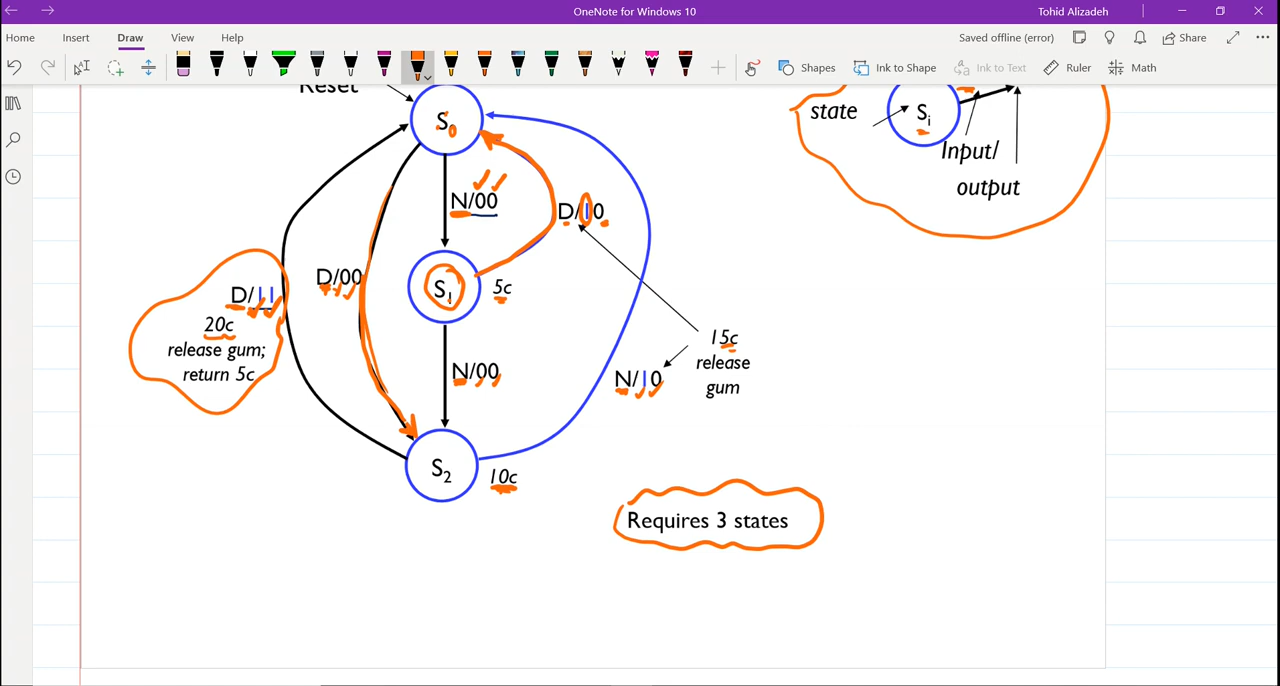 OneNote for Windows 10
Tohid Alizadeh
Home
Insert
Draw
View
Help
Saved offline (error)
Share
Shapes
Ink to Shape
Ink to Text
Ruler
Math
Reset
S0
N/00
D/10
S1
5c
D/00
D/11
20c
release gum;
return 5c
N/00
15c
release
gum
N/10
S2
10c
Requires 3 states
state
Si
Input/
output